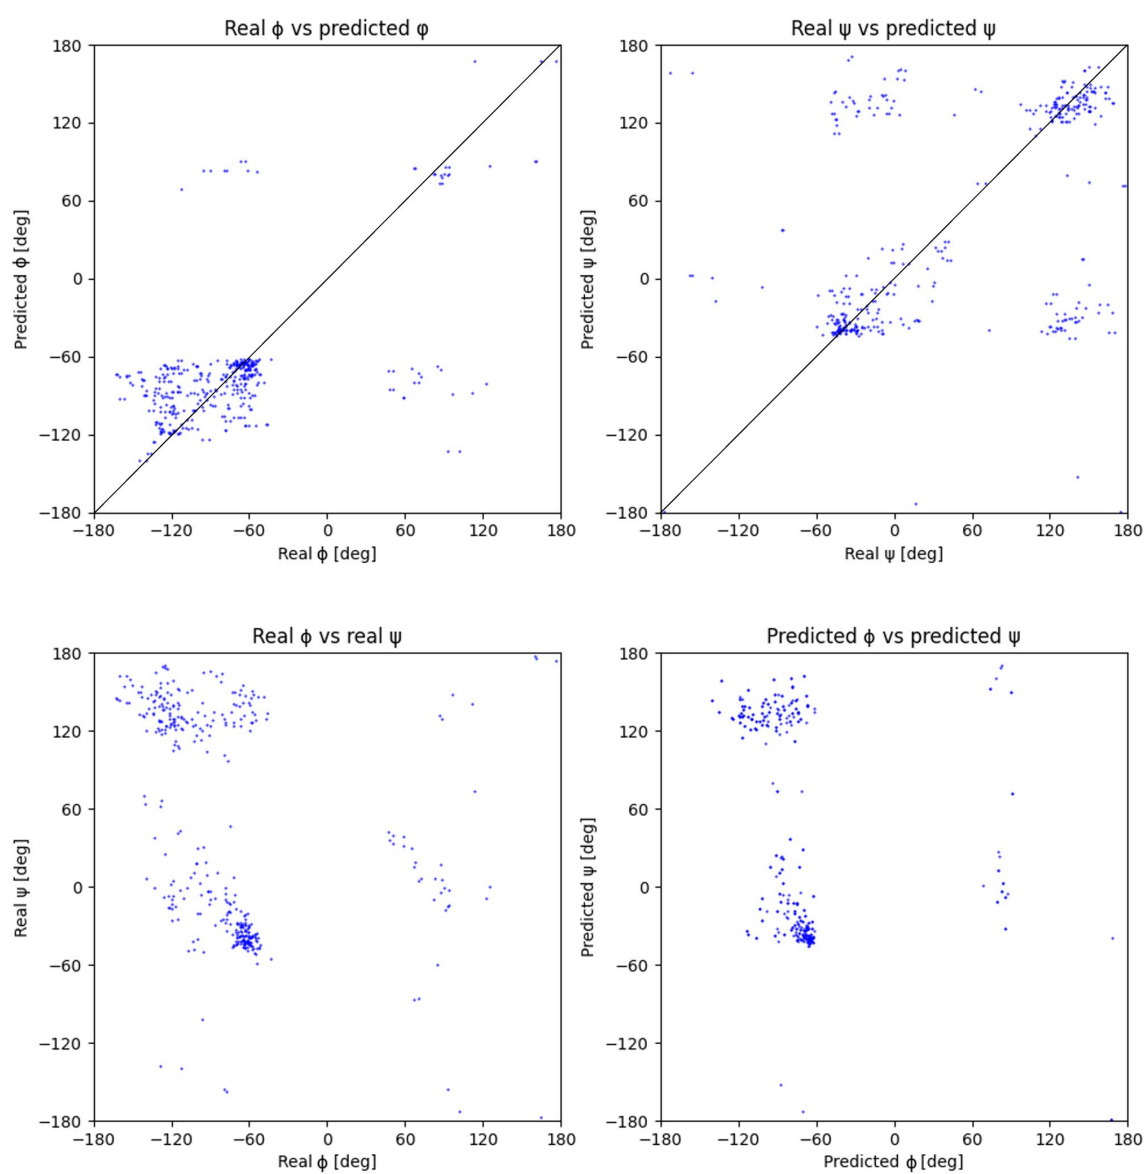 Real ϕ vs predicted φ
Real ψ vs predicted ψ
180
120
60
0
−60
−120
−180
Predicted ϕ [deg]
−180 −120 −60 0 60 120 180
Real ϕ [deg]
180
120
60
0
−60
−120
−180
Predicted ψ [deg]
−180 −120 −60 0 60 120 180
Real ψ [deg]
Real ϕ vs real ψ
Predicted ϕ vs predicted ψ
180
120
60
0
−60
−120
−180
Real ψ [deg]
−180 −120 −60 0 60 120 180
Real ϕ [deg]
180
120
60
0
−60
−120
−180
Predicted ψ [deg]
−180 −120 −60 0 60 120 180
Predicted ϕ [deg]